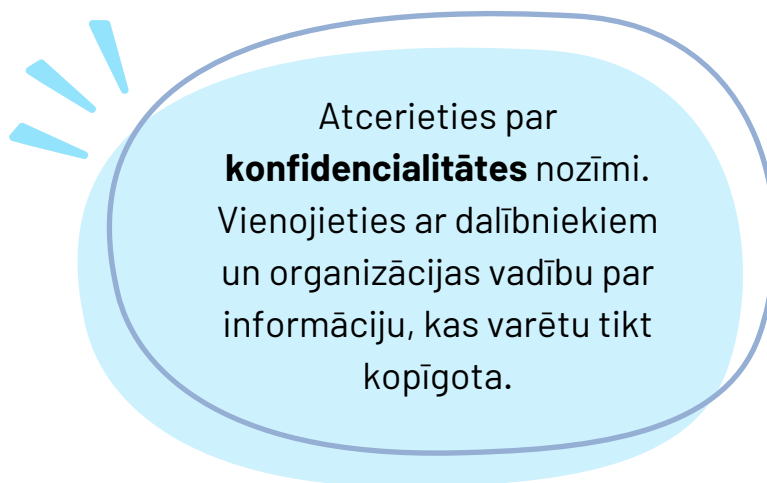 Atcerieties par
konfidencialitātes nozīmi.
Vienojieties ar dalībniekiem
un organizācijas vadību par
informāciju, kas varētu tikt
kopīgota.